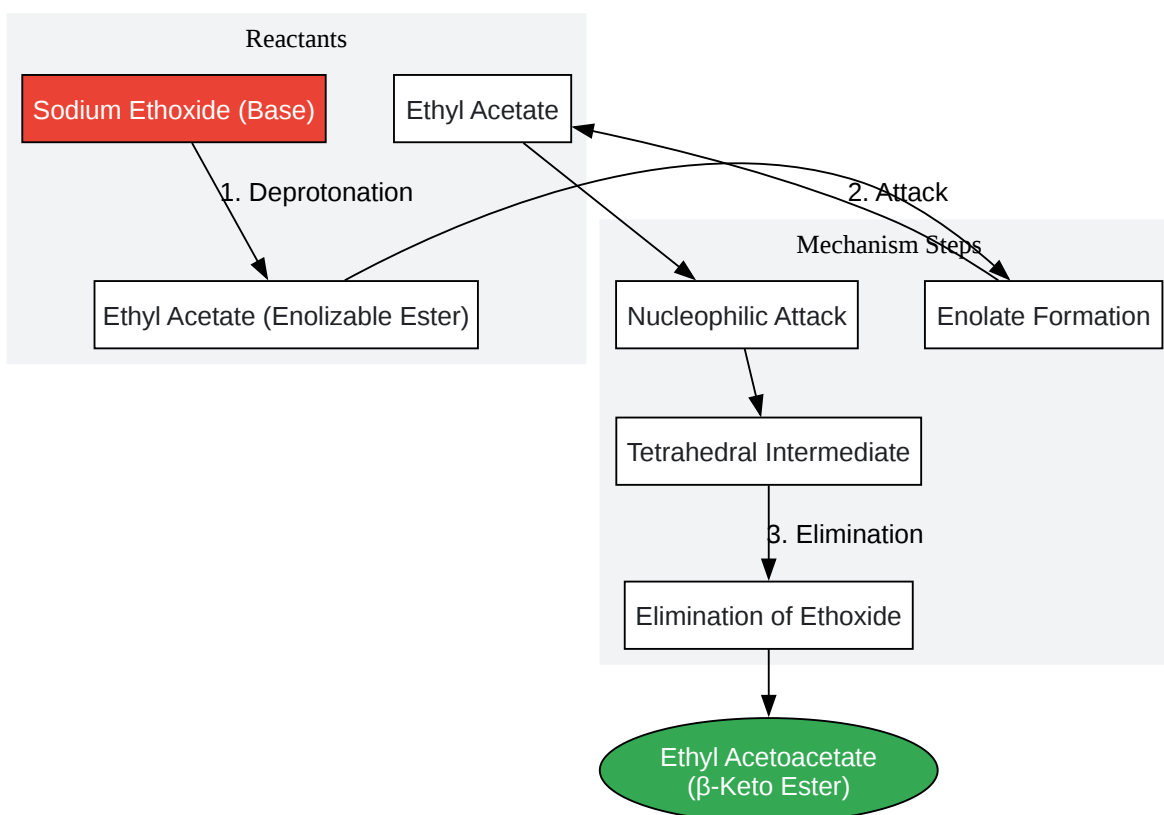 Reactants
Sodium Ethoxide (Base)
Ethyl Acetate
1. Deprotonation
2. Attack
Mechanism Steps
Ethyl Acetate (Enolizable Ester)
Nucleophilic Attack
Enolate Formation
Tetrahedral Intermediate
3. Elimination
Elimination of Ethoxide
Ethyl Acetoacetate
(β-Keto Ester)